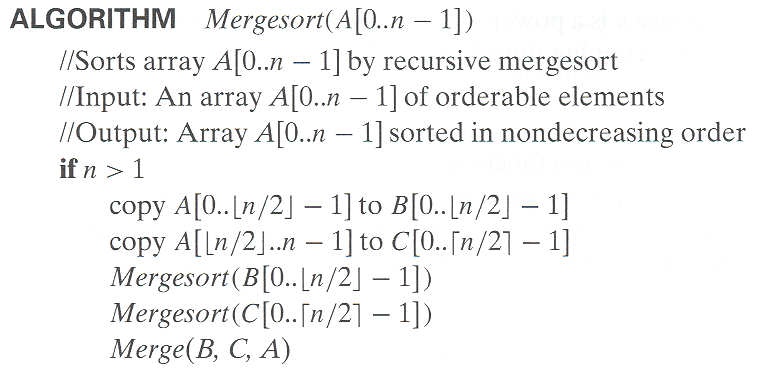 ALGORITHM Mergesort(A[0..n − 1])
//Sorts array A[0..n − 1] by recursive mergesort
//Input: An array A[0..n − 1] of orderable elements
//Output: Array A[0..n − 1] sorted in nondecreasing order
if n > 1
copy A[0..⌊n/2⌋ − 1] to B[0..⌊n/2⌋ − 1]
copy A[⌊n/2⌋..n − 1] to C[0..⌈n/2⌉ − 1]
Mergesort(B[0..⌊n/2⌋ − 1])
Mergesort(C[0..⌈n/2⌉ − 1])
Merge(B, C, A)